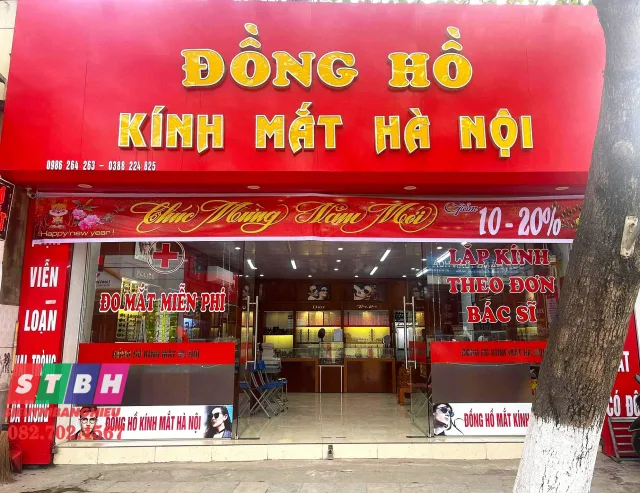 ĐỒNG HỒ
KÍNH MẮT HÀ NỘI
0986 264 263 - 0388 224 825
Happy new year !
Chúc Mừng Năm Mới
Giảm
10 - 20%
VIỄN
LOẠN
ĐO MẮT MIỄN PHÍ
LẮP KÍNH
THEO ĐƠN
BÁC SĨ
STBH
ĐỒNG HỒ KÍNH MẮT HÀ NỘI
ĐỒNG HỒ MẮT KÍNH